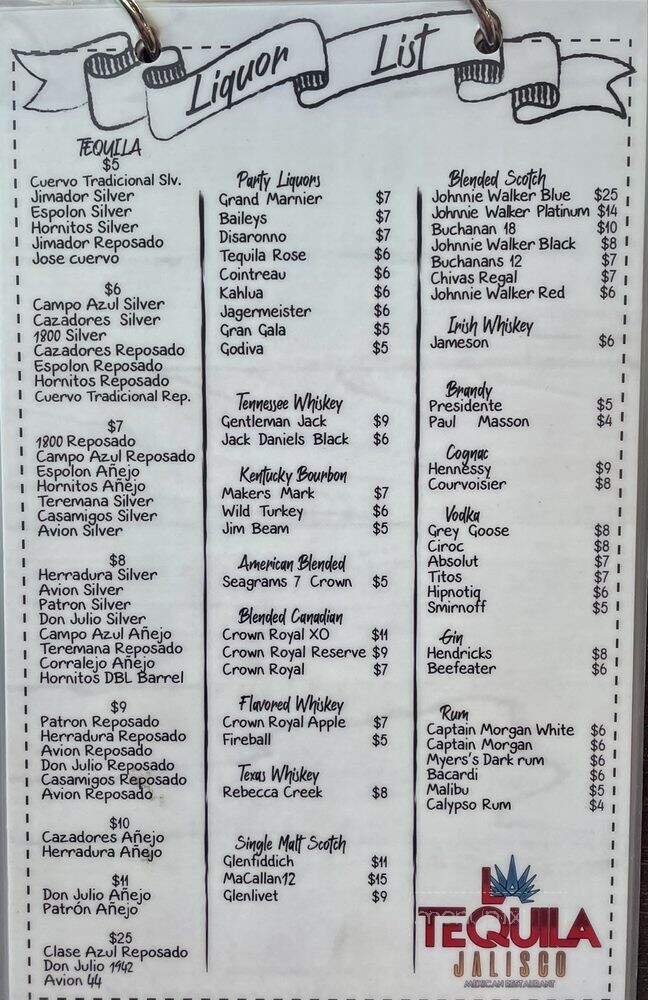 Liquor List
TEQUILA
$5
Cuervo Tradicional Slv.
Jimador Silver
Espolon Silver
Hornitos Silver
Jimador Reposado
Jose cuervo
$6
Campo Azul Silver
Cazadores Silver
1800 Silver
Cazadores Reposado
Espolon Reposado
Hornitos Reposado
Cuervo Tradicional Rep.
$7
1800 Reposado
Campo Azul Reposado
Espolon Añejo
Hornitos Añejo
Teremana Silver
Casamigos Silver
Avion Silver
$8
Herradura Silver
Avion Silver
Patron Silver
Don Julio Silver
Campo Azul Añejo
Teremana Reposado
Corralejo Añejo
Hornitos DBL Barrel
$9
Patron Reposado
Herradura Reposado
Avion Reposado
Don Julio Reposado
Casamigos Reposado
Avion Reposado
$10
Cazadores Añejo
Herradura Añejo
$11
Don Julio Añejo
Patrón Añejo
$25
Clase Azul Reposado
Don Julio 1942
Avion 44
Party Liquors
Grand Marnier $7
Baileys $7
Disaronno $7
Tequila Rose $6
Cointreau $6
Kahlua $6
Jagermeister $6
Gran Gala $5
Godiva $5
Tennessee Whiskey
Gentleman Jack $9
Jack Daniels Black $6
Kentucky Bourbon
Makers Mark $7
Wild Turkey $6
Jim Beam $5
American Blended
Seagrams 7 Crown $5
Blended Canadian
Crown Royal XO $11
Crown Royal Reserve $9
Crown Royal $7
Flavored Whiskey
Crown Royal Apple $7
Fireball $5
Texas Whiskey
Rebecca Creek $8
Single Malt Scotch
Glenfiddich $11
MaCallan12 $15
Glenlivet $9
Blended Scotch
Johnnie Walker Blue $25
Johnnie Walker Platinum $14
Buchanan 18 $10
Johnnie Walker Black $8
Buchanans 12 $7
Chivas Regal $7
Johnnie Walker Red $6
Irish Whiskey
Jameson $6
Brandy
Presidente $5
Paul Masson $4
Cognac
Hennessy $9
Courvoisier $8
Vodka
Grey Goose $8
Ciroc $8
Absolut $7
Titos $7
Hipnotiq $6
Smirnoff $5
Gin
Hendricks $8
Beefeater $6
Rum
Captain Morgan White $6
Captain Morgan $6
Myers's Dark rum $6
Bacardi $6
Malibu $5
Calypso Rum $4
TEQUILA
JALISCO
MEXICAN RESTAURANT